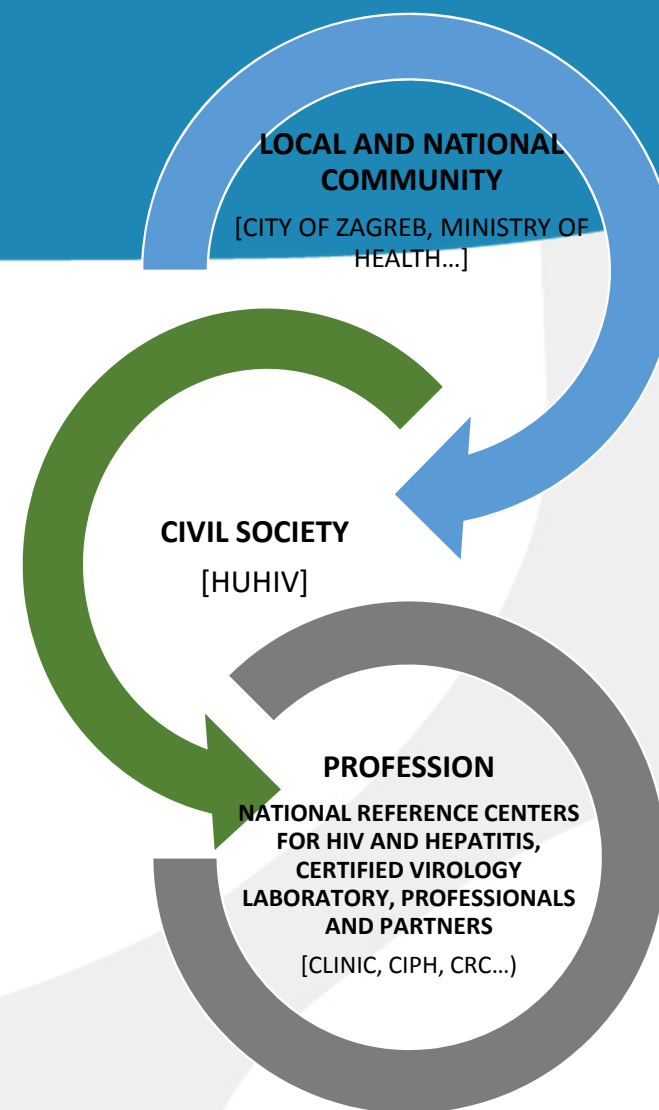 LOCAL AND NATIONAL
COMMUNITY
[CITY OF ZAGREB, MINISTRY OF
HEALTH...]
CIVIL SOCIETY
[HUHIV]
PROFESSION
NATIONAL REFERENCE CENTERS
FOR HIV AND HEPATITIS,
CERTIFIED VIROLOGY
LABORATORY, PROFESSIONALS
AND PARTNERS
[CLINIC, CIPH, CRC...)